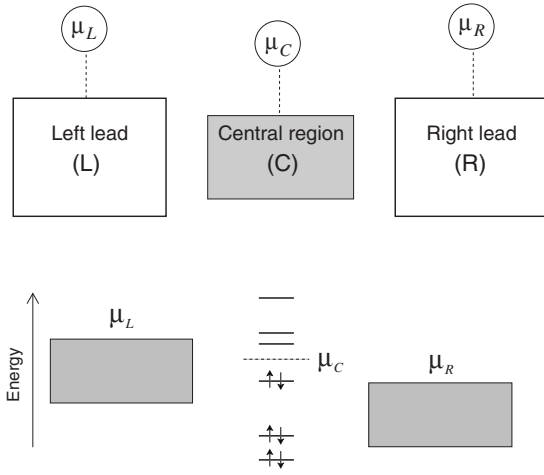 μL
μC
μR
Left lead
(L)
Central region
(C)
Right lead
(R)
Energy
μL
μC
μR